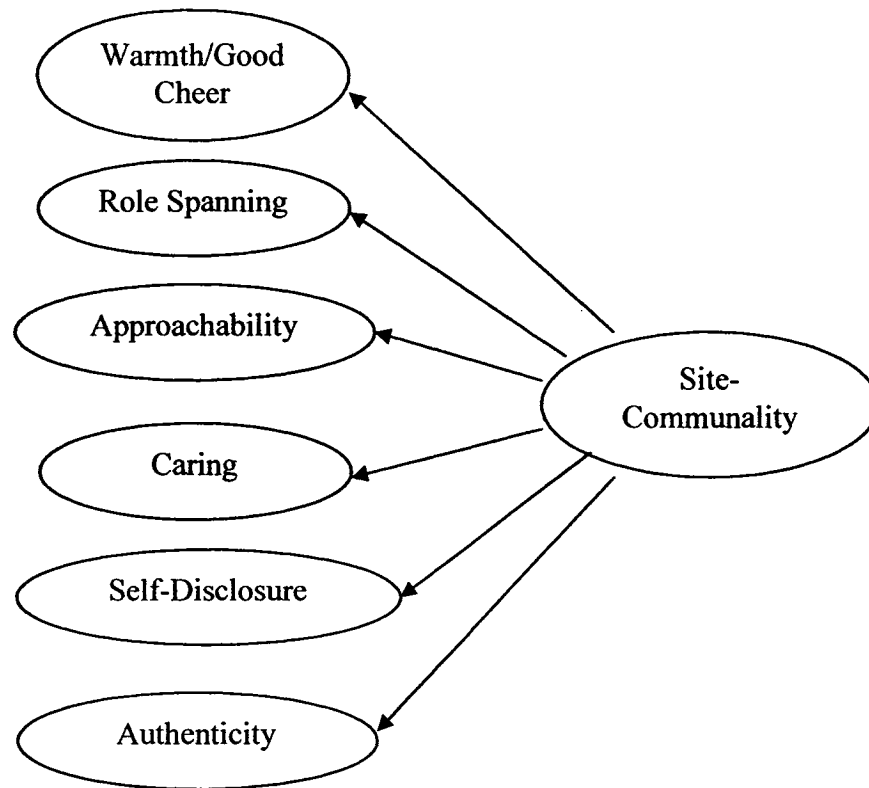 Warmth/Good
Cheer
Role Spanning
Approachability
Site-
Communality
Caring
Self-Disclosure
Authenticity